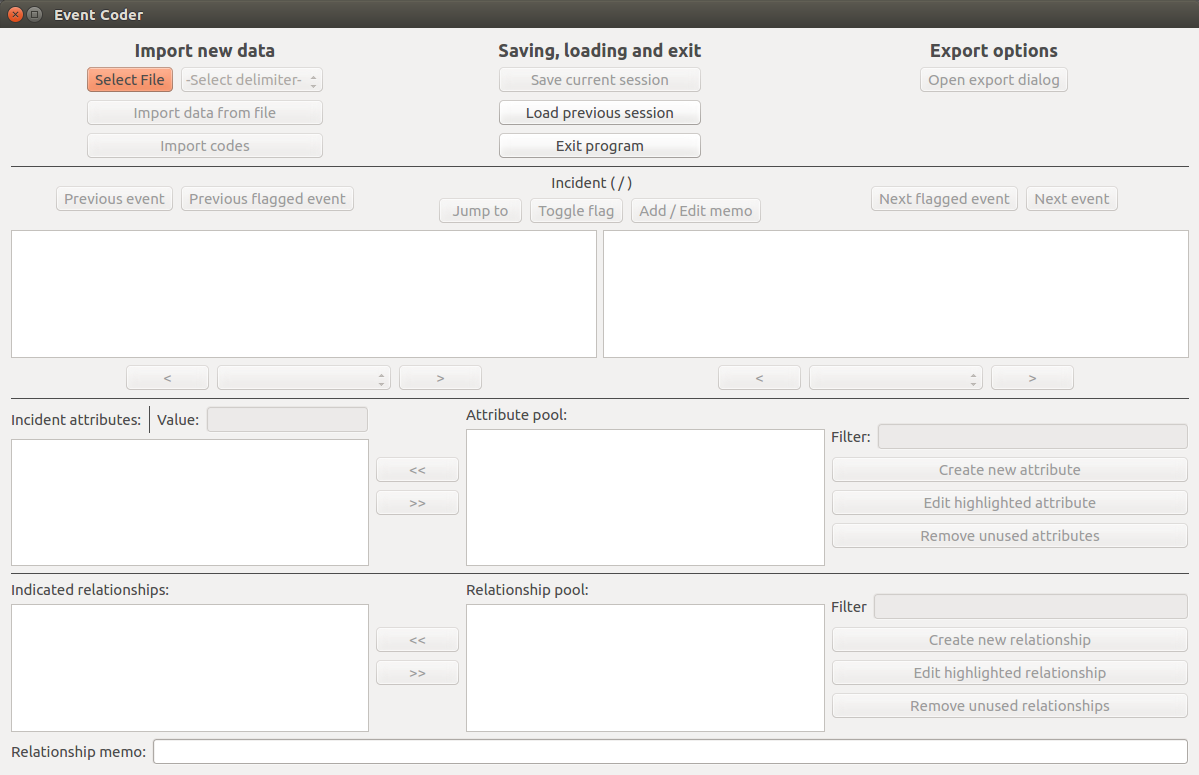 Event Coder
Import new data
Saving, loading and exit
Export options
Select File
-Select delimiter-
Save current session
Open export dialog
Import data from file
Load previous session
Import codes
Exit program
Previous event
Previous flagged event
Incident ( / )
Jump to
Toggle flag
Add / Edit memo
Next flagged event
Next event
<
>
<
>
Incident attributes:
Value:
Attribute pool:
Filter:
<<
>>
Create new attribute
Edit highlighted attribute
Remove unused attributes
Indicated relationships:
Relationship pool:
Filter
<<
>>
Create new relationship
Edit highlighted relationship
Remove unused relationships
Relationship memo: